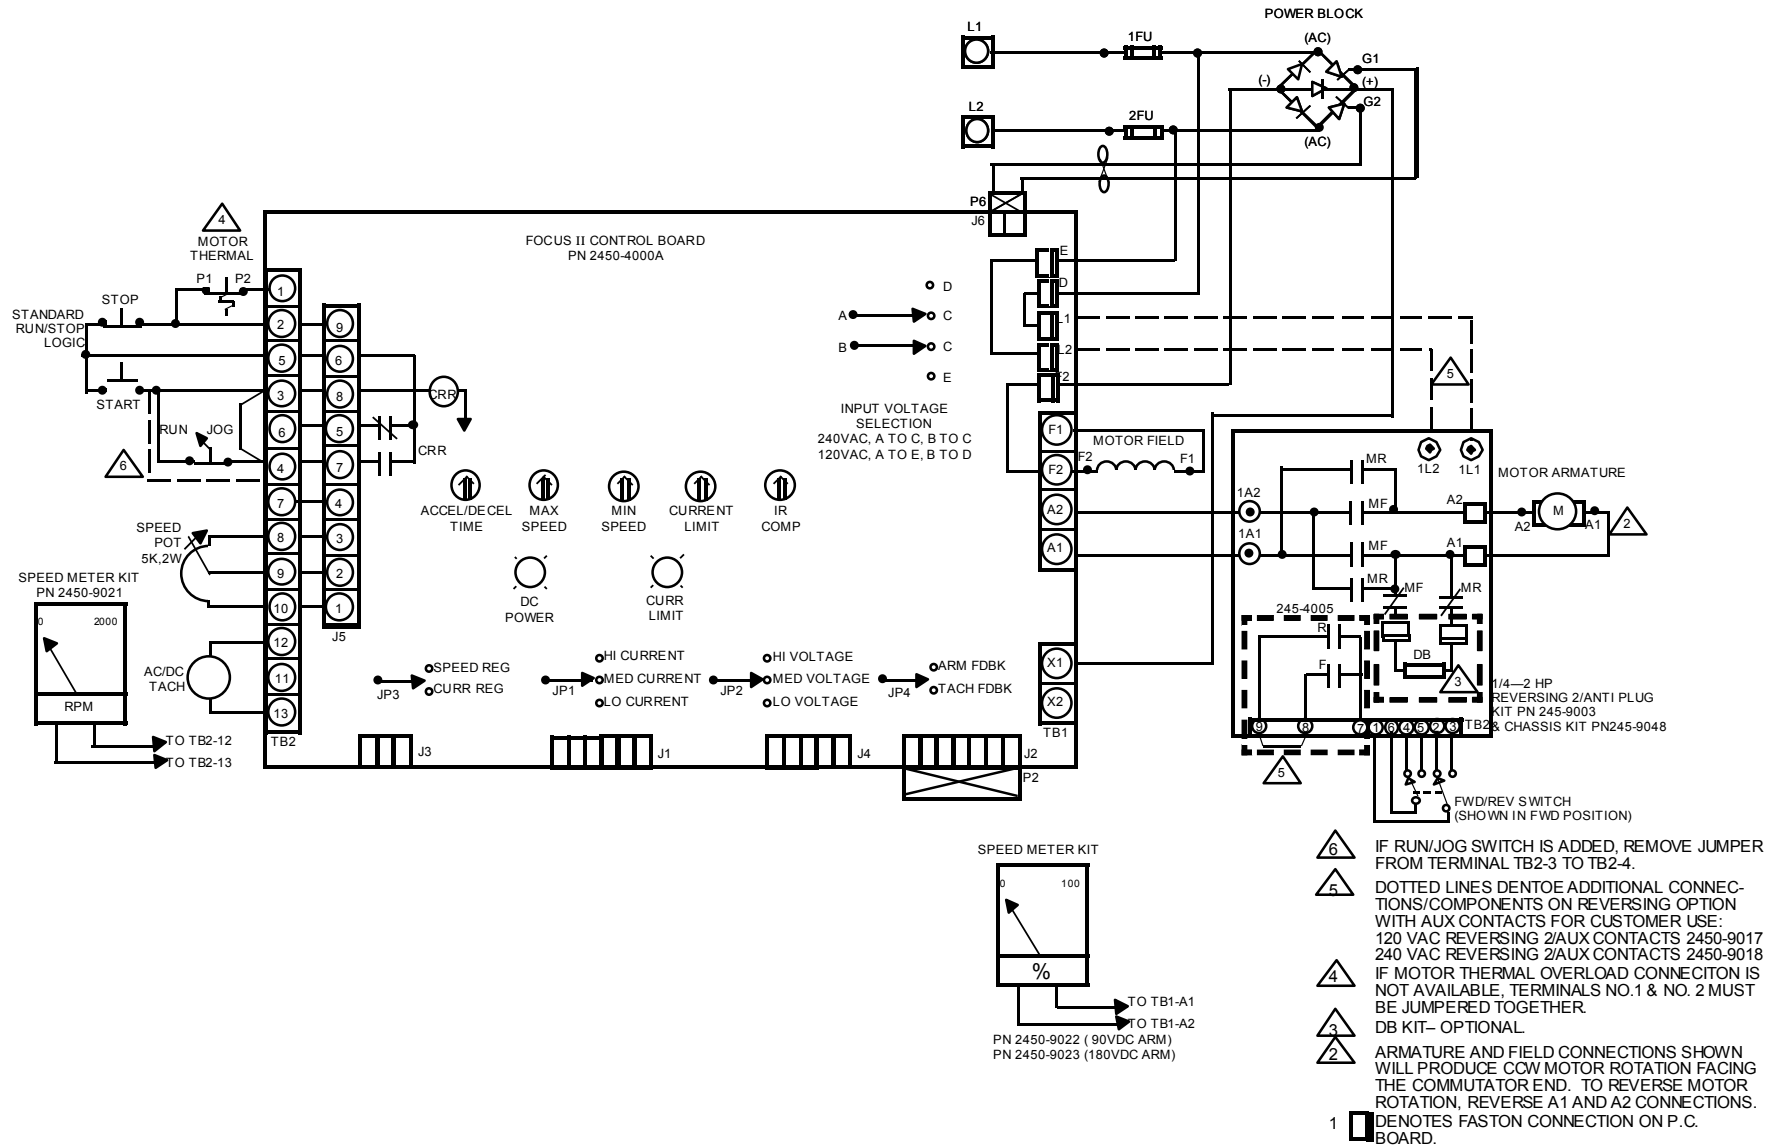 POWER BLOCK
L1
1FU
(AC)
G1
(-)
(+)
G2
L2
2FU
(AC)
P6
J6
4
MOTOR
THERMAL
P1 P2
STOP
STANDARD
RUN/STOP
LOGIC
START
RUN JOG
6
SPEED
POT
5K,2W
SPEED METER KIT
PN 2450-9021
0 2000
RPM
AC/DC
TACH
TO TB2-12
TO TB2-13
1
2
5
3
6
4
7
8
9
10
12
11
13
TB2
9
6
8
5
7
4
3
2
1
J5
CRR
CRR
FOCUS II CONTROL BOARD
PN 2450-4000A
D
A C
B C
E
INPUT VOLTAGE
SELECTION
240VAC, A TO C, B TO C
120VAC, A TO E, B TO D
ACCEL/DECEL
TIME
MAX
SPEED
MIN
SPEED
CURRENT
LIMIT
IR
COMP
DC
POWER
CURR
LIMIT
JP3
SPEED REG
CURR REG
JP1
HI CURRENT
MED CURRENT
LO CURRENT
JP2
HI VOLTAGE
MED VOLTAGE
LO VOLTAGE
JP4
ARM FDBK
TACH FDBK
J3
J1
J4
J2
P2
E
D
L1
L2
F2
F1
F2
A2
A1
X1
X2
TB1
MOTOR FIELD
F2 F1
5
1L2 1L1
MOTOR ARMATURE
1A2
1A1
MR
MF
MF
MR
A2
A1
A2
M
A1
2
MF
MR
245-4005
R
F
DB
3
9 8 7 1 6 4 5 2 3
TB2
1/4—2 HP
REVERSING 2/ANTI PLUG
KIT PN 245-9003
& CHASSIS KIT PN245-9048
5
FWD/REV SWITCH
(SHOWN IN FWD POSITION)
SPEED METER KIT
0 100
%
TO TB1-A1
TO TB1-A2
PN 2450-9022 ( 90VDC ARM)
PN 2450-9023 (180VDC ARM)
6 IF RUN/JOG SWITCH IS ADDED, REMOVE JUMPER
FROM TERMINAL TB2-3 TO TB2-4.
5 DOTTED LINES DENTOE ADDITIONAL CONNEC-
TIONS/COMPONENTS ON REVERSING OPTION
WITH AUX CONTACTS FOR CUSTOMER USE:
120 VAC REVERSING 2/AUX CONTACTS 2450-9017
240 VAC REVERSING 2/AUX CONTACTS 2450-9018
4 IF MOTOR THERMAL OVERLOAD CONNECITON IS
NOT AVAILABLE, TERMINALS NO.1 & NO. 2 MUST
BE JUMPERED TOGETHER.
3 DB KIT– OPTIONAL.
2 ARMATURE AND FIELD CONNECTIONS SHOWN
WILL PRODUCE CCW MOTOR ROTATION FACING
THE COMMUTATOR END. TO REVERSE MOTOR
ROTATION, REVERSE A1 AND A2 CONNECTIONS.
1 DENOTES FASTON CONNECTION ON P.C.
BOARD.